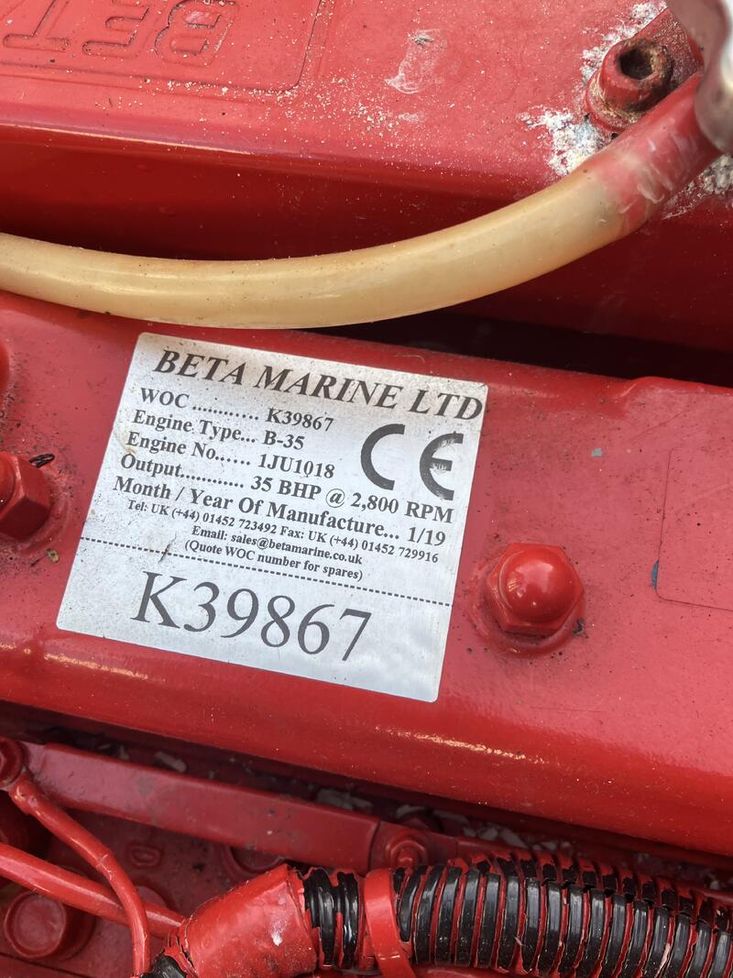 BET
BETA MARINE LTD
WOC ............ K39867
Engine Type... B-35
Engine No...... 1JU1018
Output............ 35 BHP @ 2,800 RPM
Month / Year Of Manufacture... 1/19
Tel: UK (+44) 01452 723492 Fax: UK (+44) 01452 729916
Email: sales@betamarine.co.uk
(Quote WOC number for spares)
CE
K39867